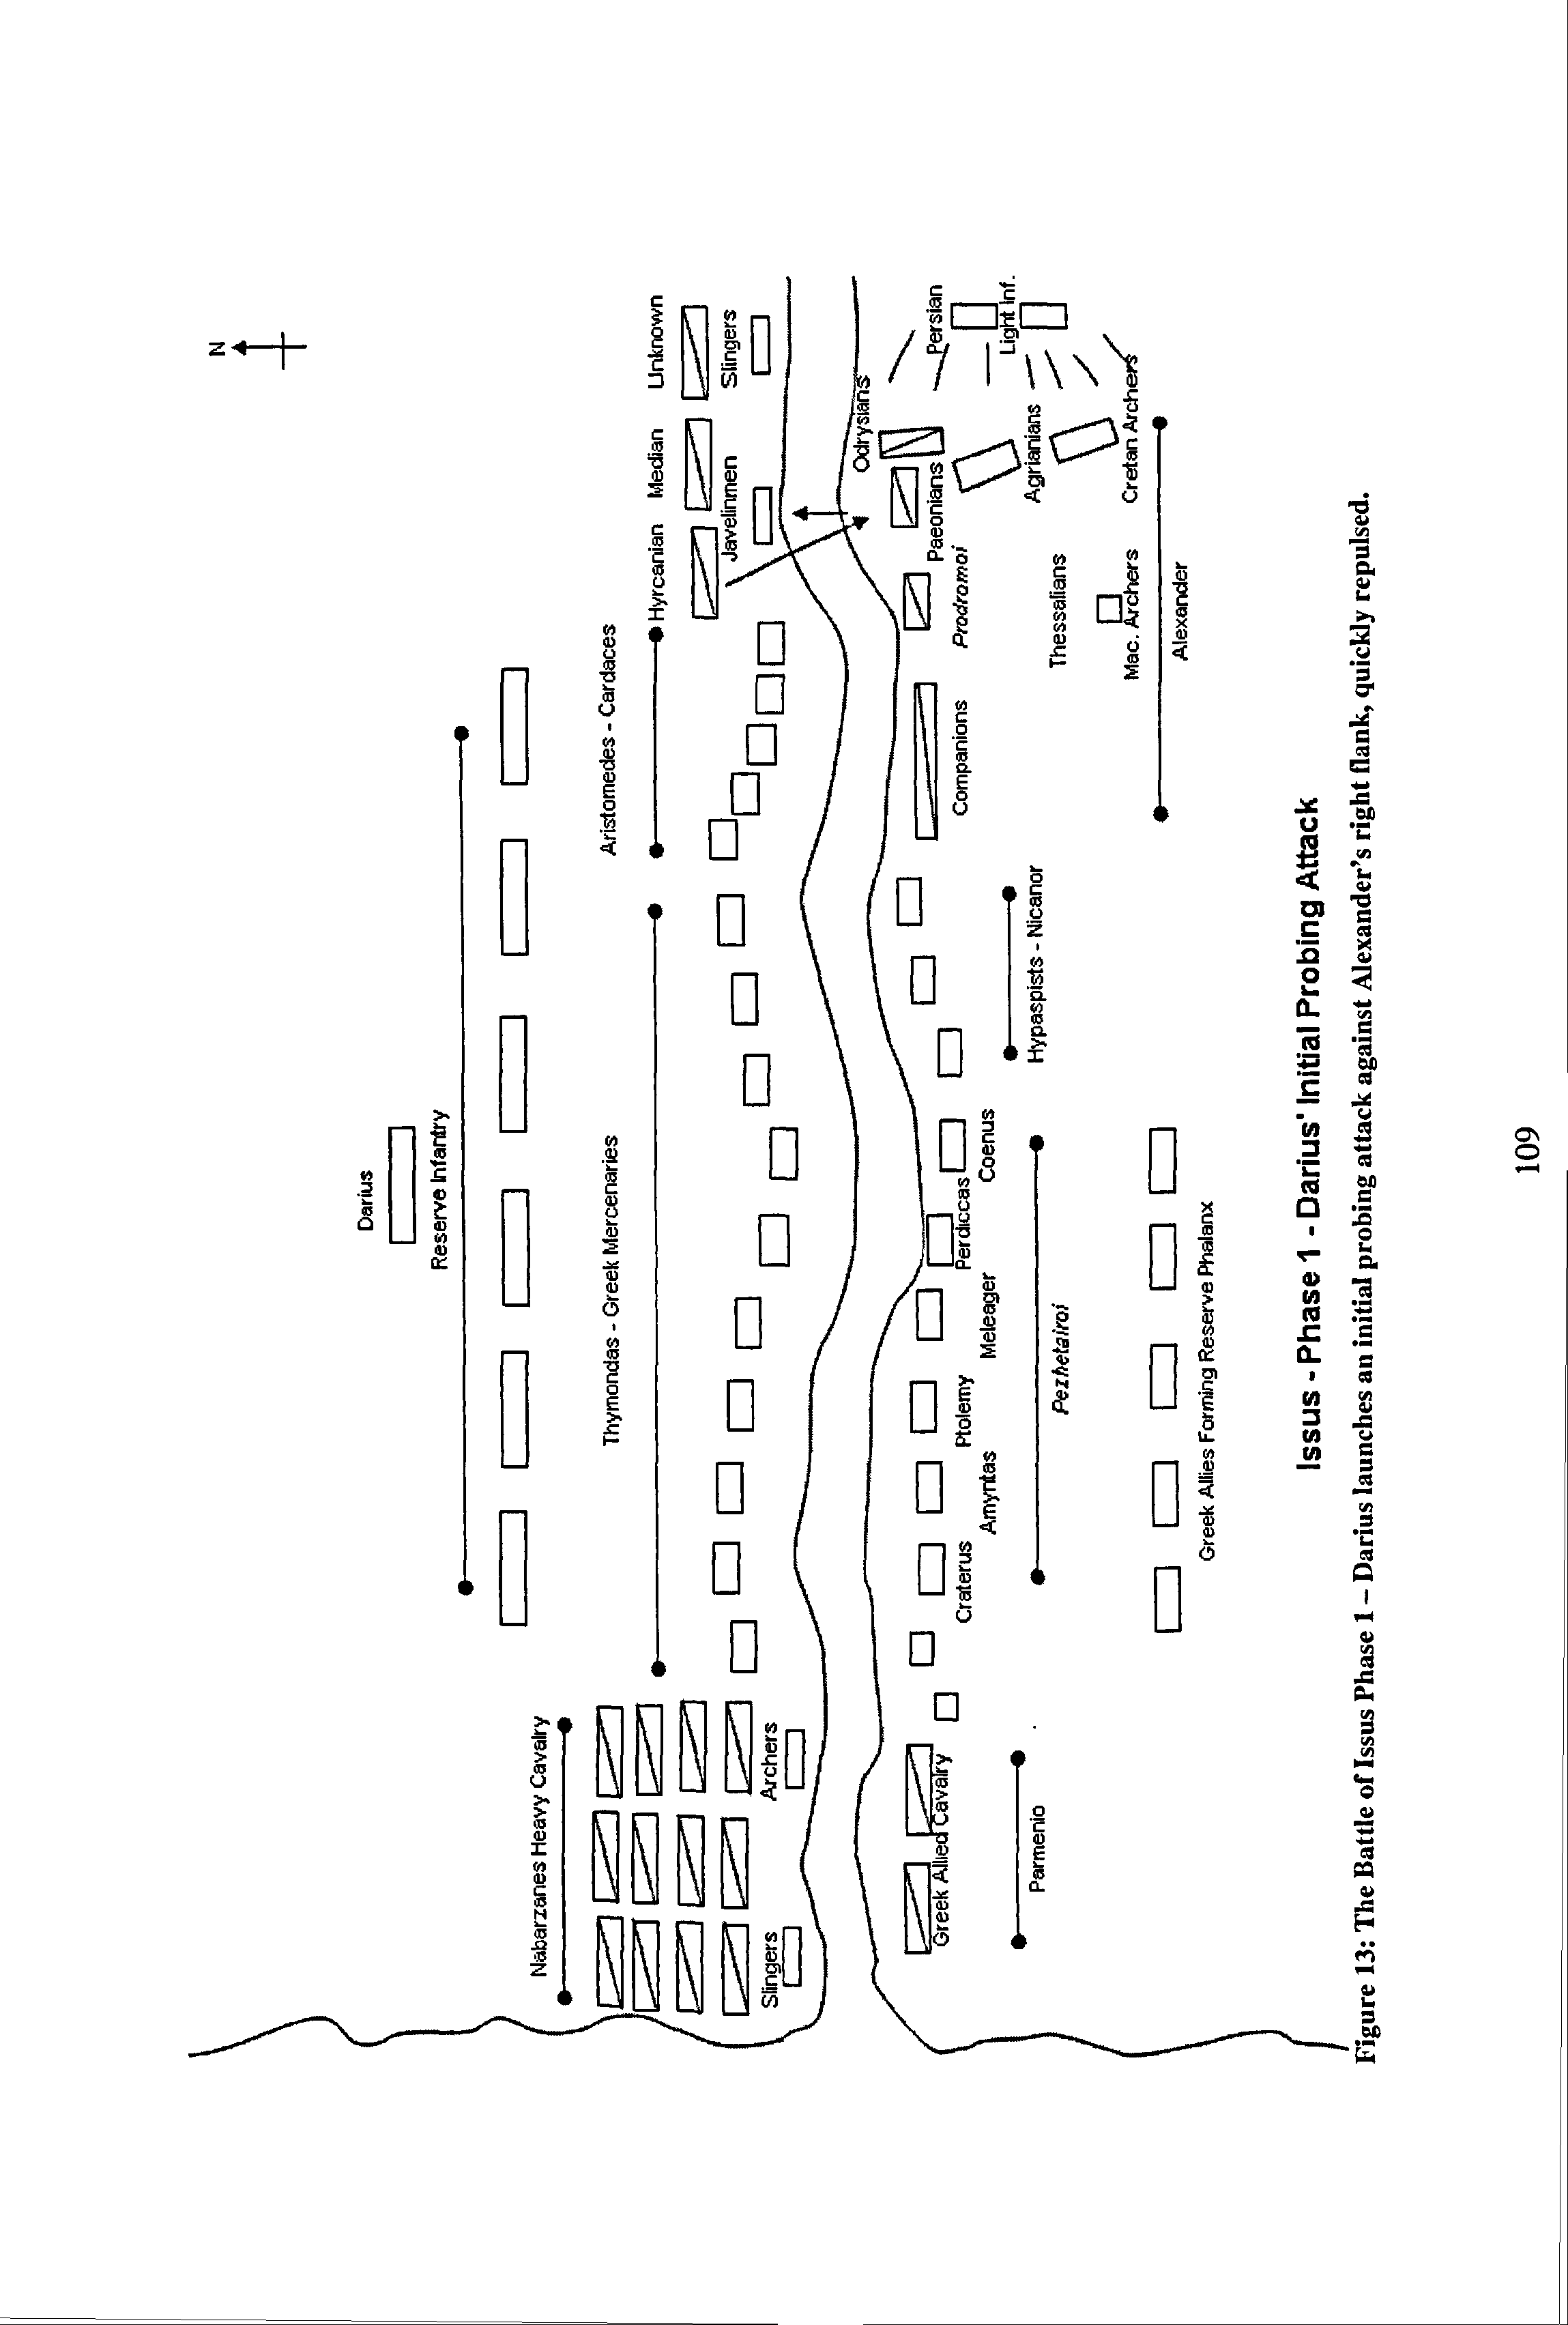 N
Darius
Reserve Infantry
Nabarzanes Heavy Cavalry
Thymondas - Greek Mercenaries
Aristomedes - Cardaces
Hyrcanian
Median
Unknown
Slingers
Archers
Javelinmen
Slingers
Odrysians
Persian
Light Inf.
Greek Allied Cavalry
Craterus
Amyntas
Ptolemy
Meleager
Perdiccas
Coenus
Companions
Prodromoi
Paeonians
Agrianians
Cretan Archers
Parmenio
Pezhetairoi
Hypaspists - Nicanor
Thessalians
Mac. Archers
Alexander
Greek Allies Forming Reserve Phalanx
Issus - Phase 1 - Darius' Initial Probing Attack
Figure 13: The Battle of Issus Phase 1 – Darius launches an initial probing attack against Alexander's right flank, quickly repulsed.
109